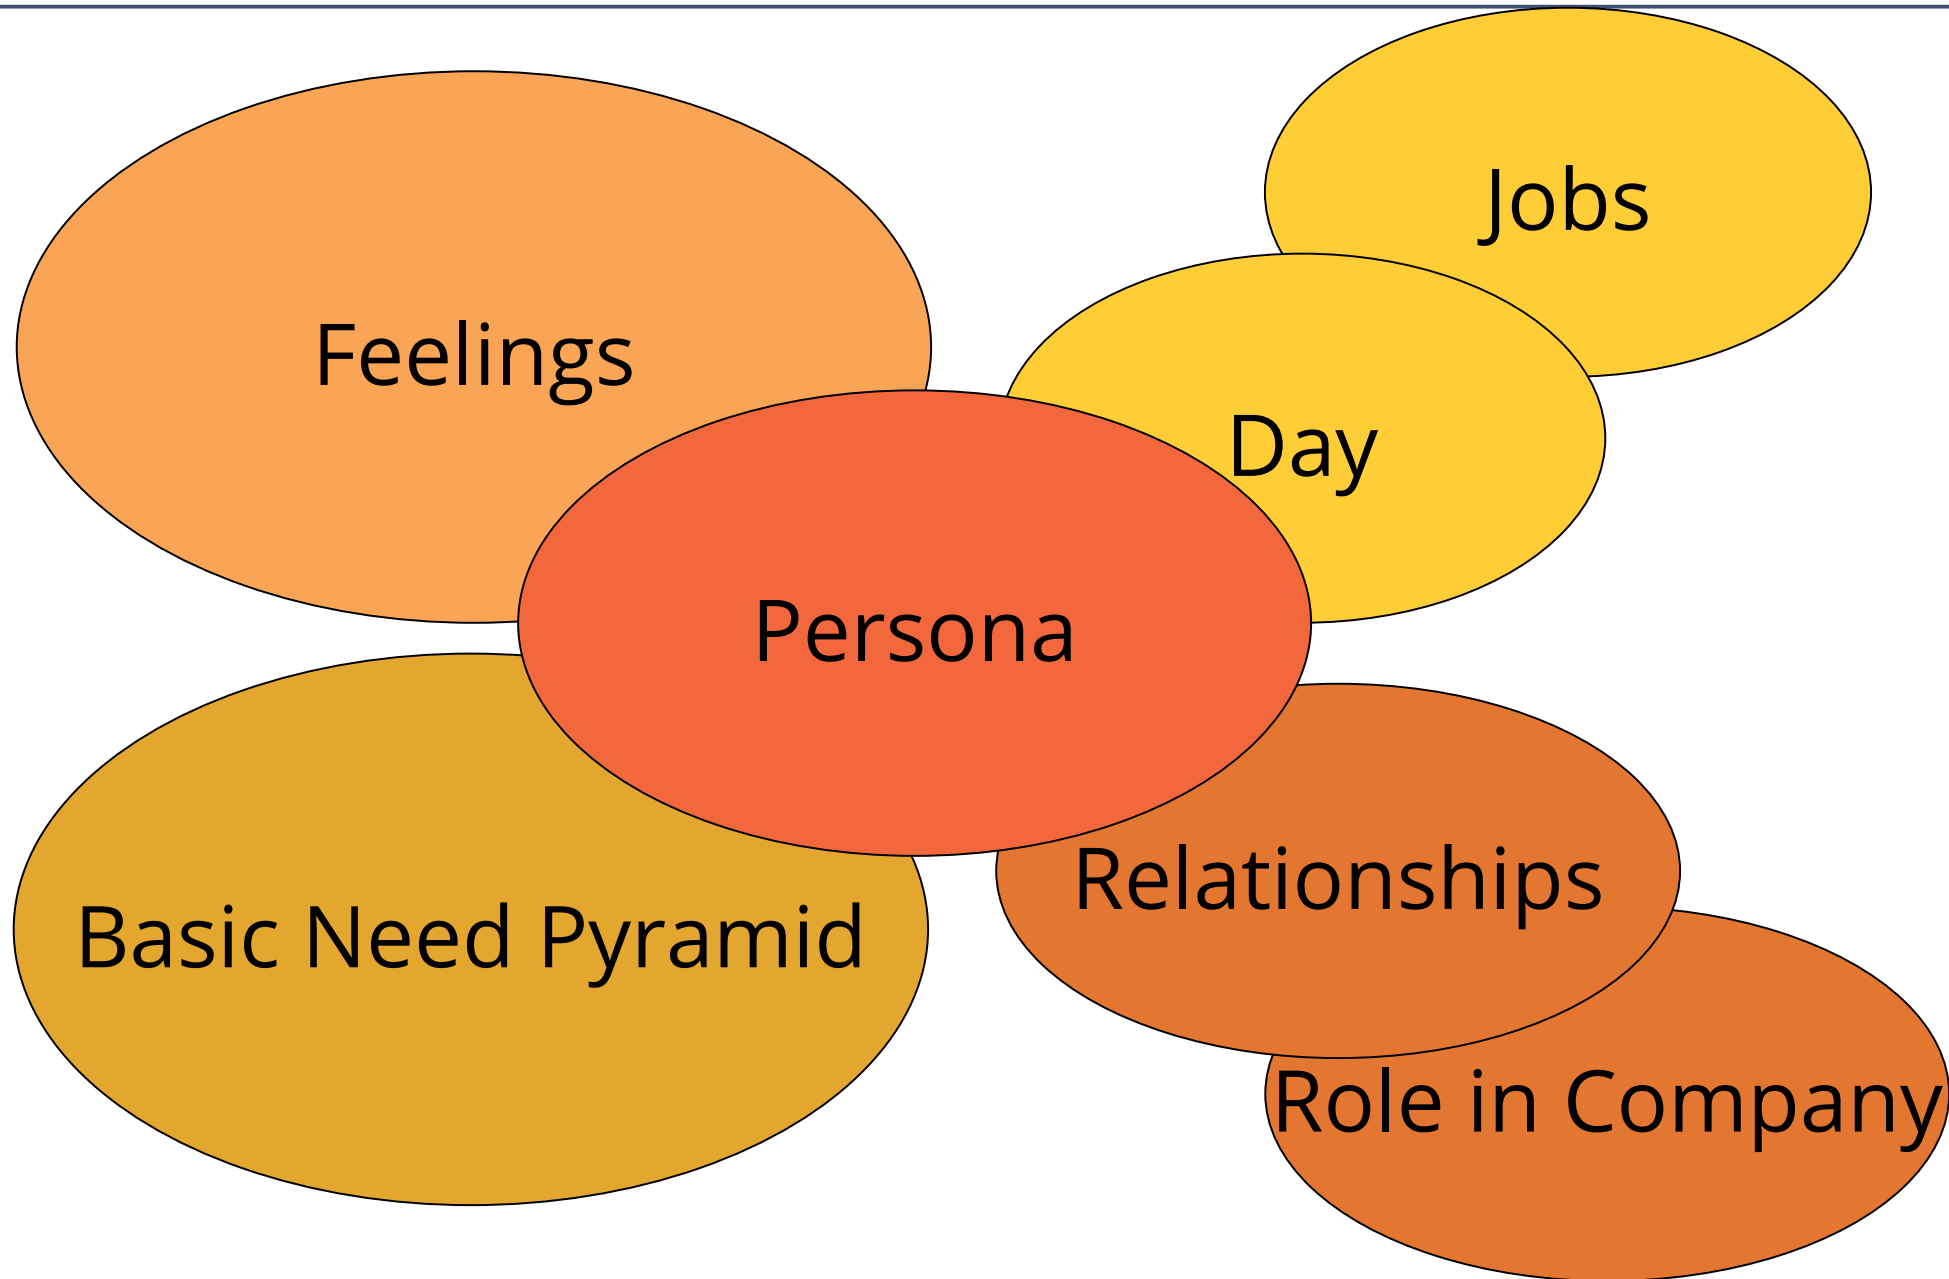 Jobs
Feelings
Day
Persona
Relationships
Basic Need Pyramid
Role in Company